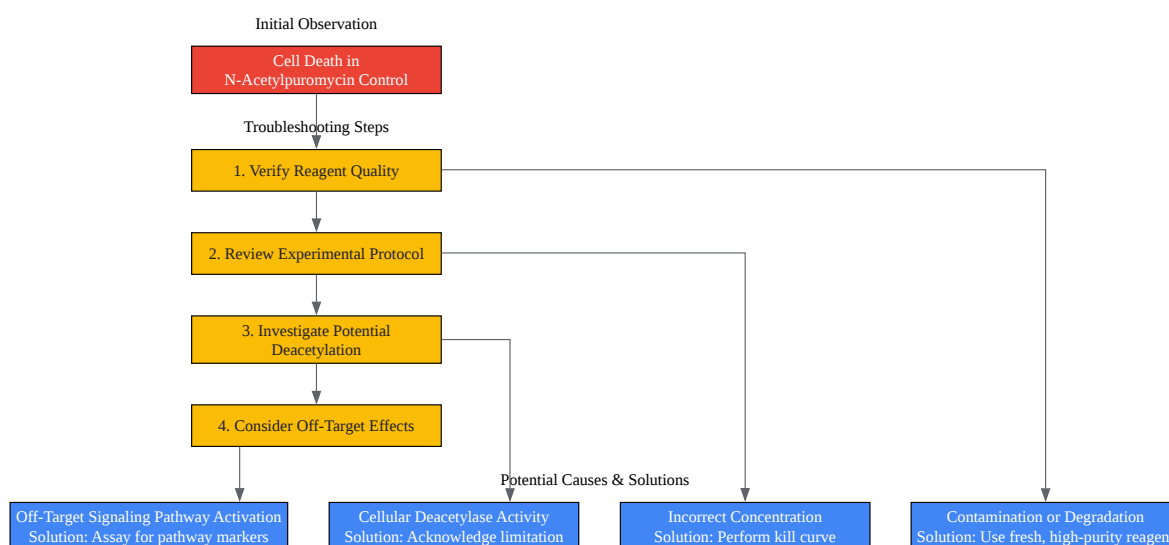 Initial Observation
Cell Death in
N-Acetylpuromycin Control
Troubleshooting Steps
1. Verify Reagent Quality
2. Review Experimental Protocol
3. Investigate Potential
Deacetylation
4. Consider Off-Target Effects
Potential Causes & Solutions
Off-Target Signaling Pathway Activation
Solution: Assay for pathway markers
Cellular Deacetylase Activity
Solution: Acknowledge limitation
Incorrect Concentration
Solution: Perform kill curve
Contamination or Degradation
Solution: Use fresh, high-purity reagent